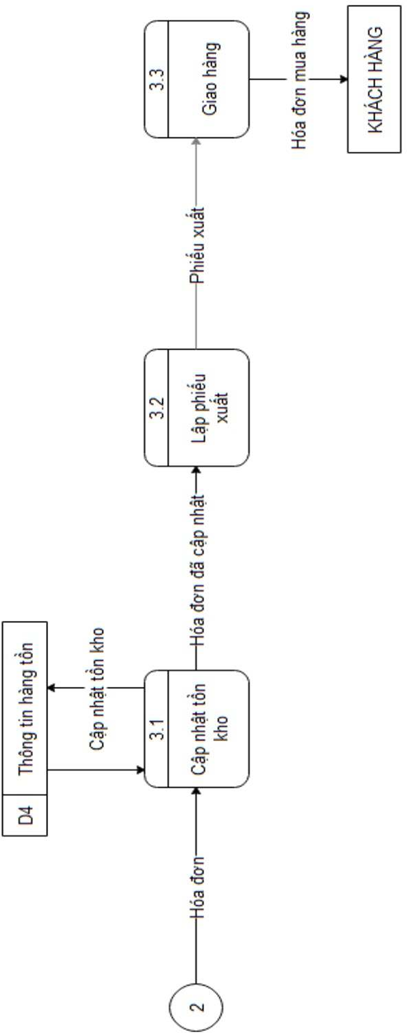 D4
Thông tin hàng tồn
Cập nhật tồn kho
2
Hóa đơn
3.1
Cập nhật tồn
kho
Hóa đơn đã cập nhật
3.2
Lập phiếu
xuất
Phiếu xuất
3.3
Giao hàng
Hóa đơn mua hàng
KHÁCH HÀNG